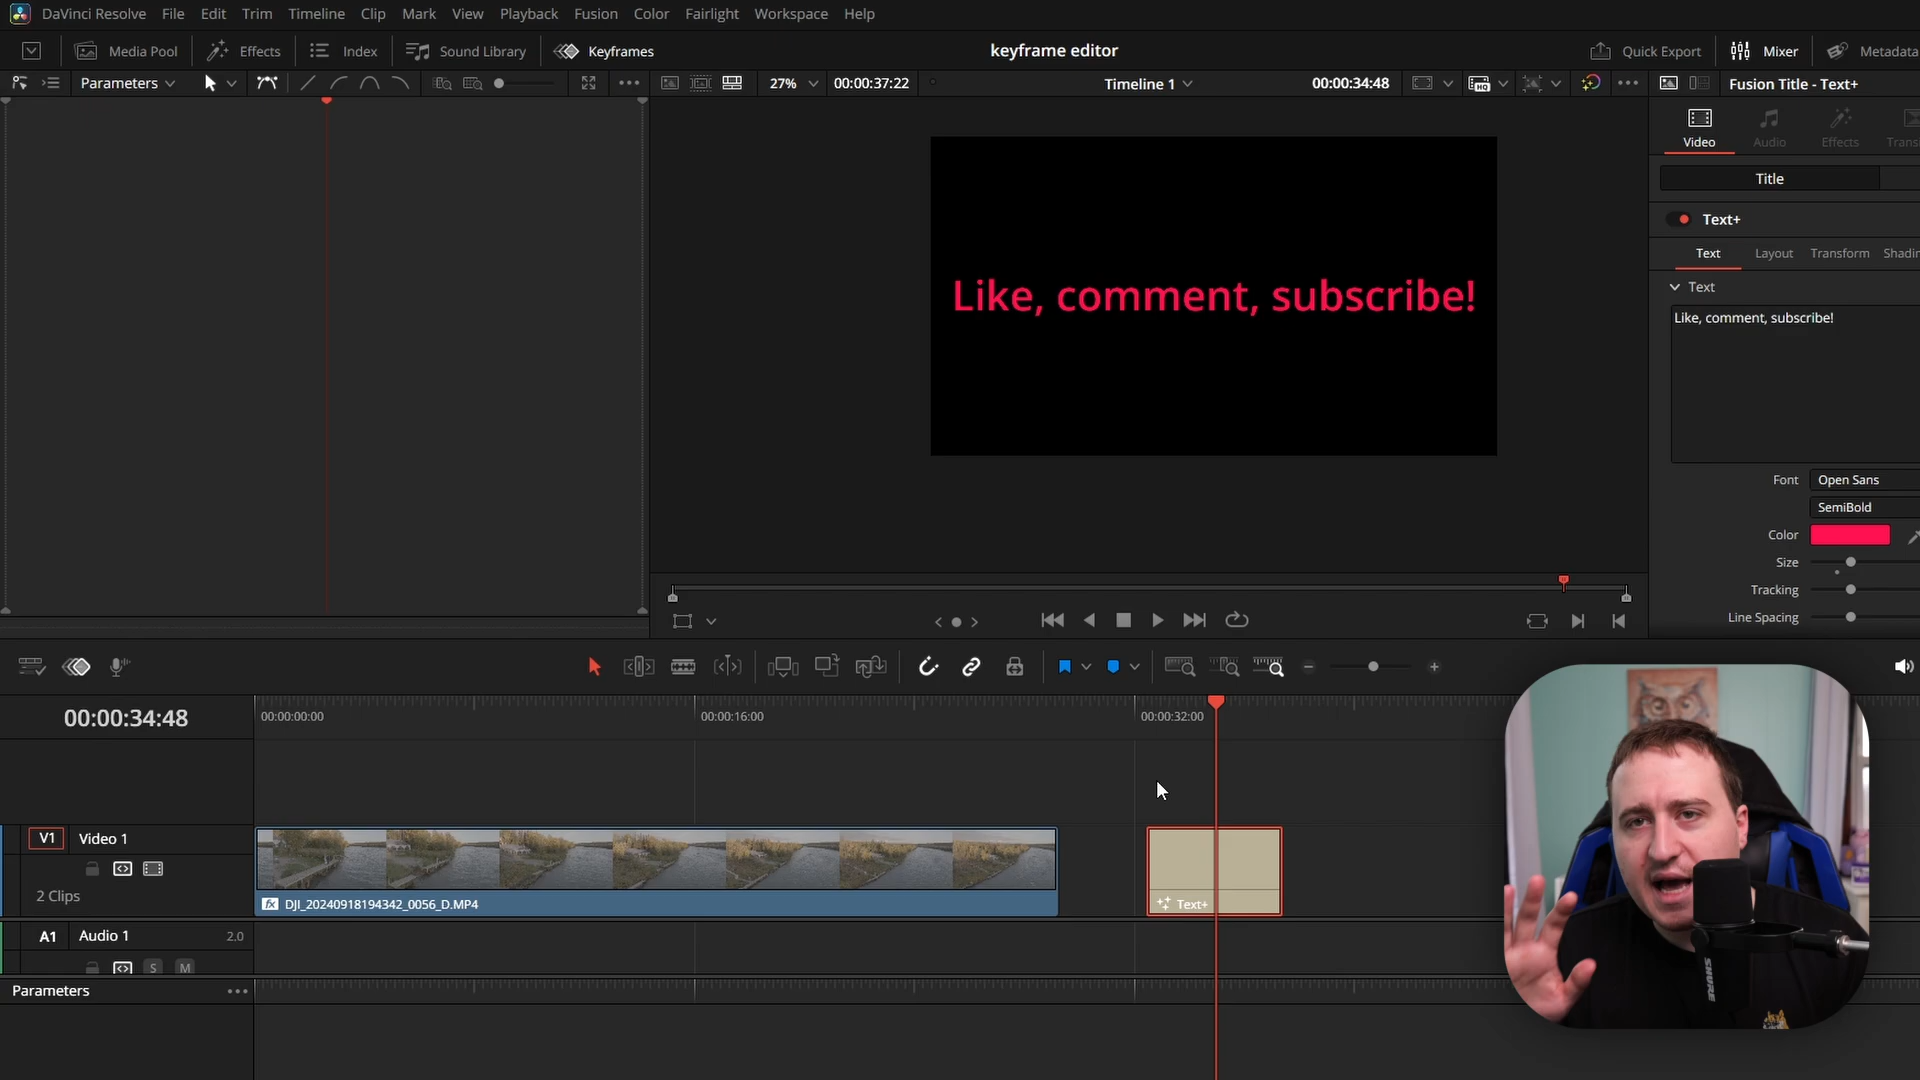 DaVinci Resolve File Edit Trim Timeline Clip Mark View Playback Fusion Color Fairlight Workspace Help
Media Pool Effects Index Sound Library Keyframes keyframe editor Quick Export Mixer Metadata
Parameters 27% 00:00:37:22 Timeline 1 00:00:34:48 Fusion Title - Text+
Video Audio Effects Transi
Title
Text+
Text Layout Transform Shadin
Text
Like, comment, subscribe!
Like, comment, subscribe!
Font Open Sans
SemiBold
Color
Size
Tracking
Line Spacing
00:00:34:48 00:00:00:00 00:00:16:00 00:00:32:00
V1 Video 1
2 Clips
DJI_20240918194342_0056_D.MP4 Text+
A1 Audio 1 2.0
S M
Parameters
SHURE